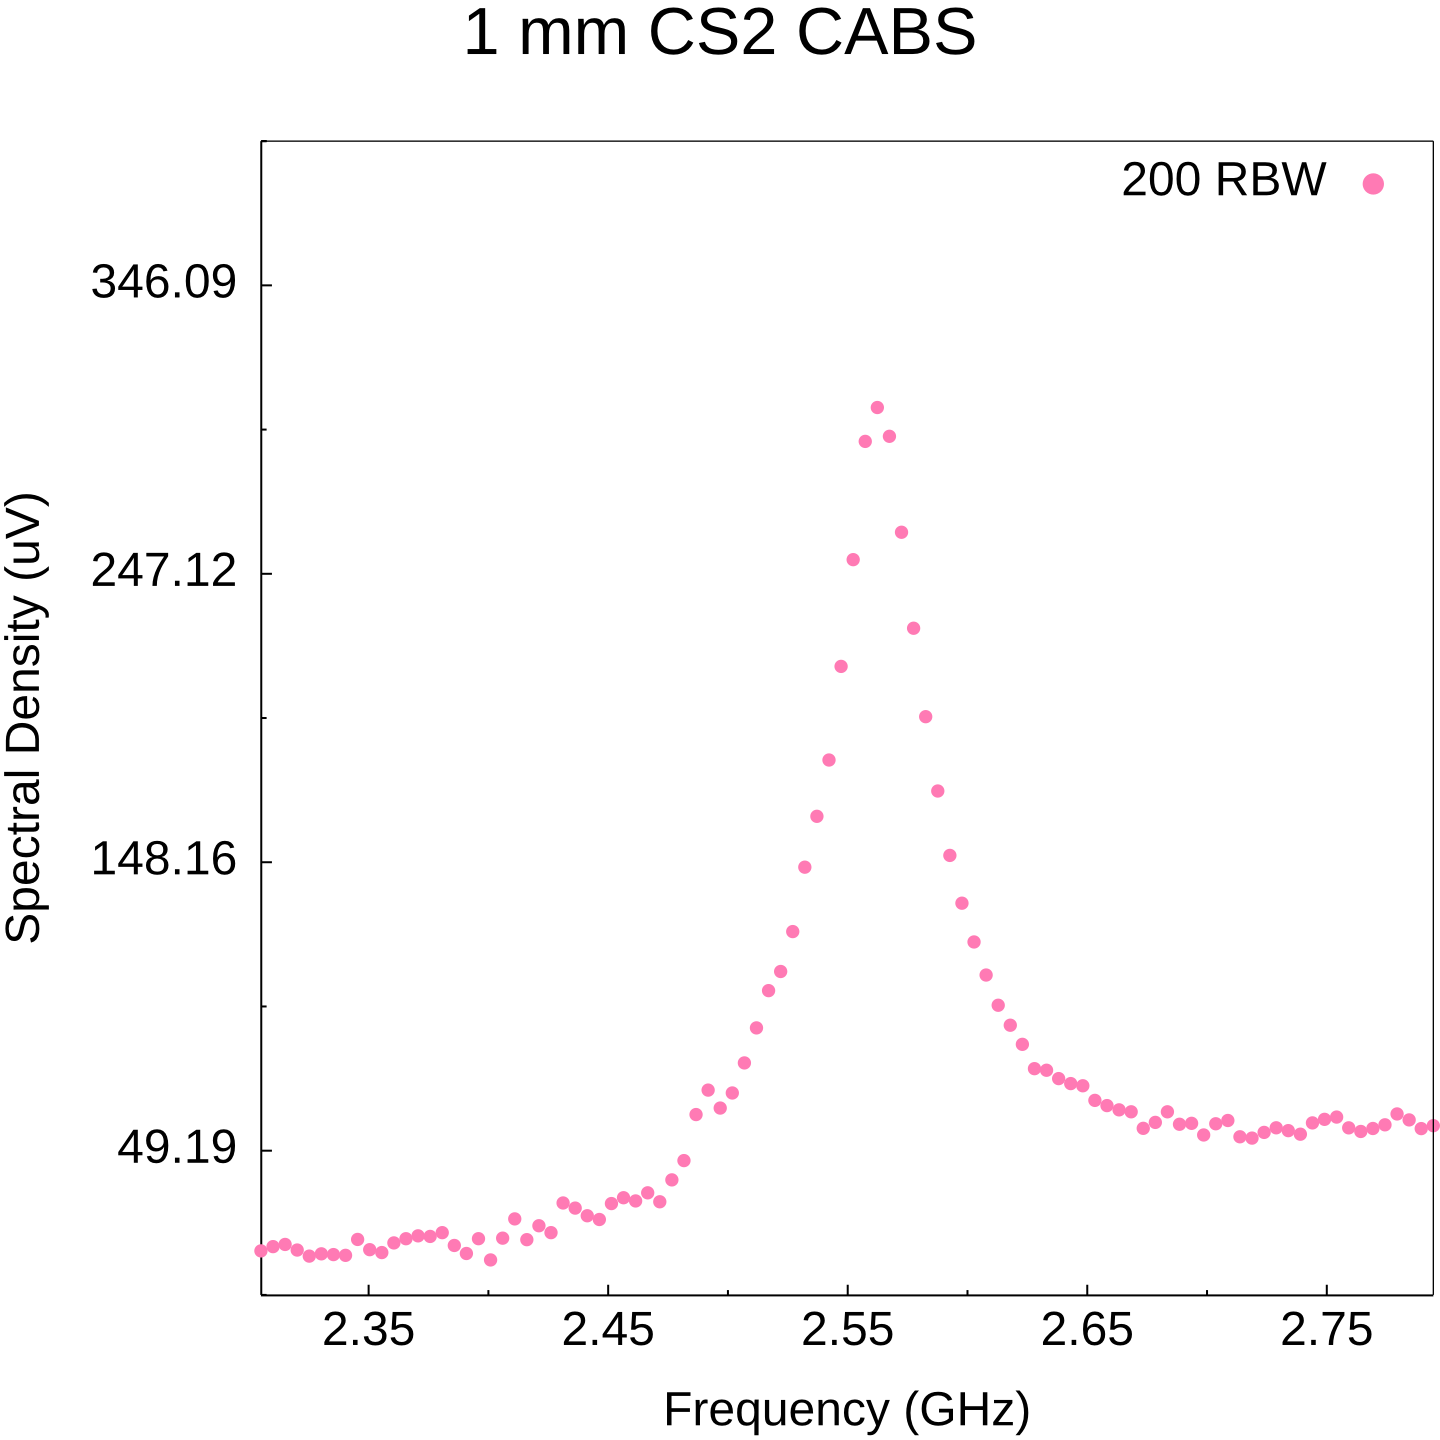 1 mm CS2 CABS
200 RBW
346.09
247.12
148.16
49.19
Spectral Density (uV)
2.35 2.45 2.55 2.65 2.75
Frequency (GHz)